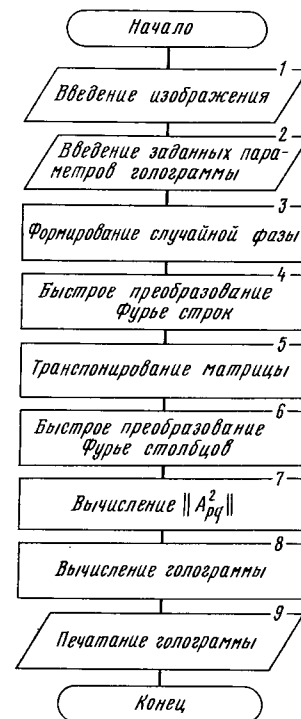 Начало
1
Введение изображения
2
Введение заданных пара-
метров голограммы
3
Формирование случайной фазы
4
Быстрое преобразование
Фурье строк
5
Транспонирование матрицы
6
Быстрое преобразование
Фурье столбцов
7
Вычисление ‖A²pq‖
8
Вычисление голограммы
9
Печатание голограммы
Конец